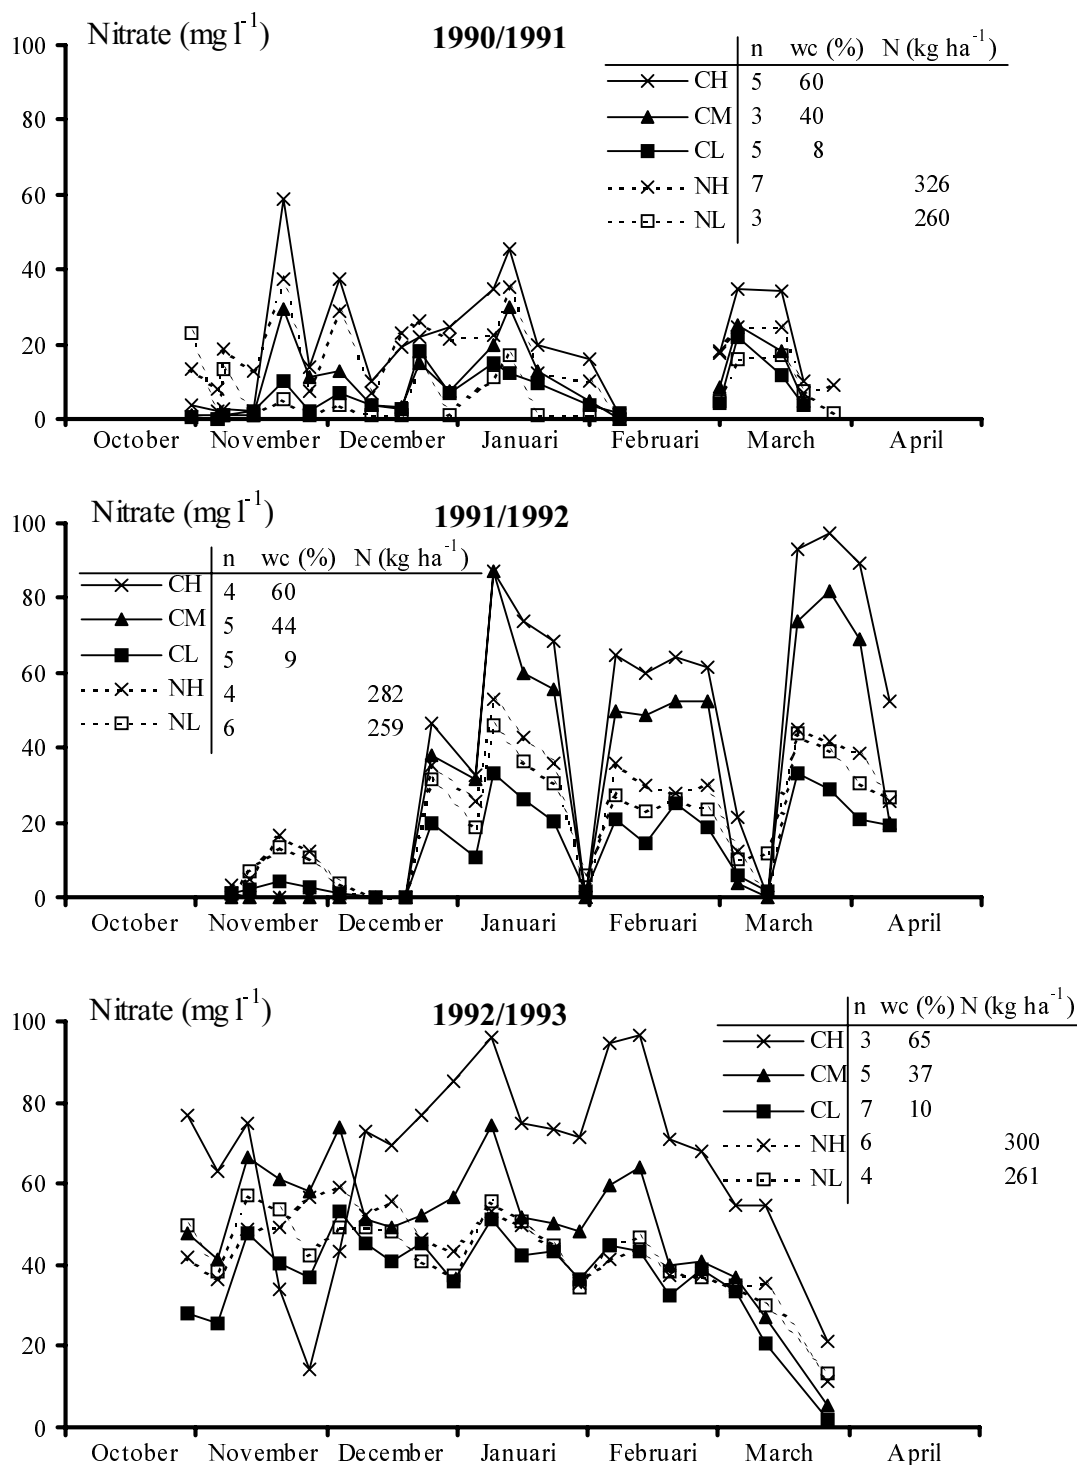 Nitrate (mg l-1) 1990/1991
n wc (%) N (kg ha-1)
CH 5 60
CM 3 40
CL 5 8
NH 7 326
NL 3 260
100
80
60
40
20
0
October November December Januari Februari March April
Nitrate (mg l-1) 1991/1992
n wc (%) N (kg ha-1)
CH 4 60
CM 5 44
CL 5 9
NH 4 282
NL 6 259
100
80
60
40
20
0
October November December Januari Februari March April
Nitrate (mg l-1) 1992/1993
n wc (%) N (kg ha-1)
CH 3 65
CM 5 37
CL 7 10
NH 6 300
NL 4 261
100
80
60
40
20
0
October November December Januari Februari March April